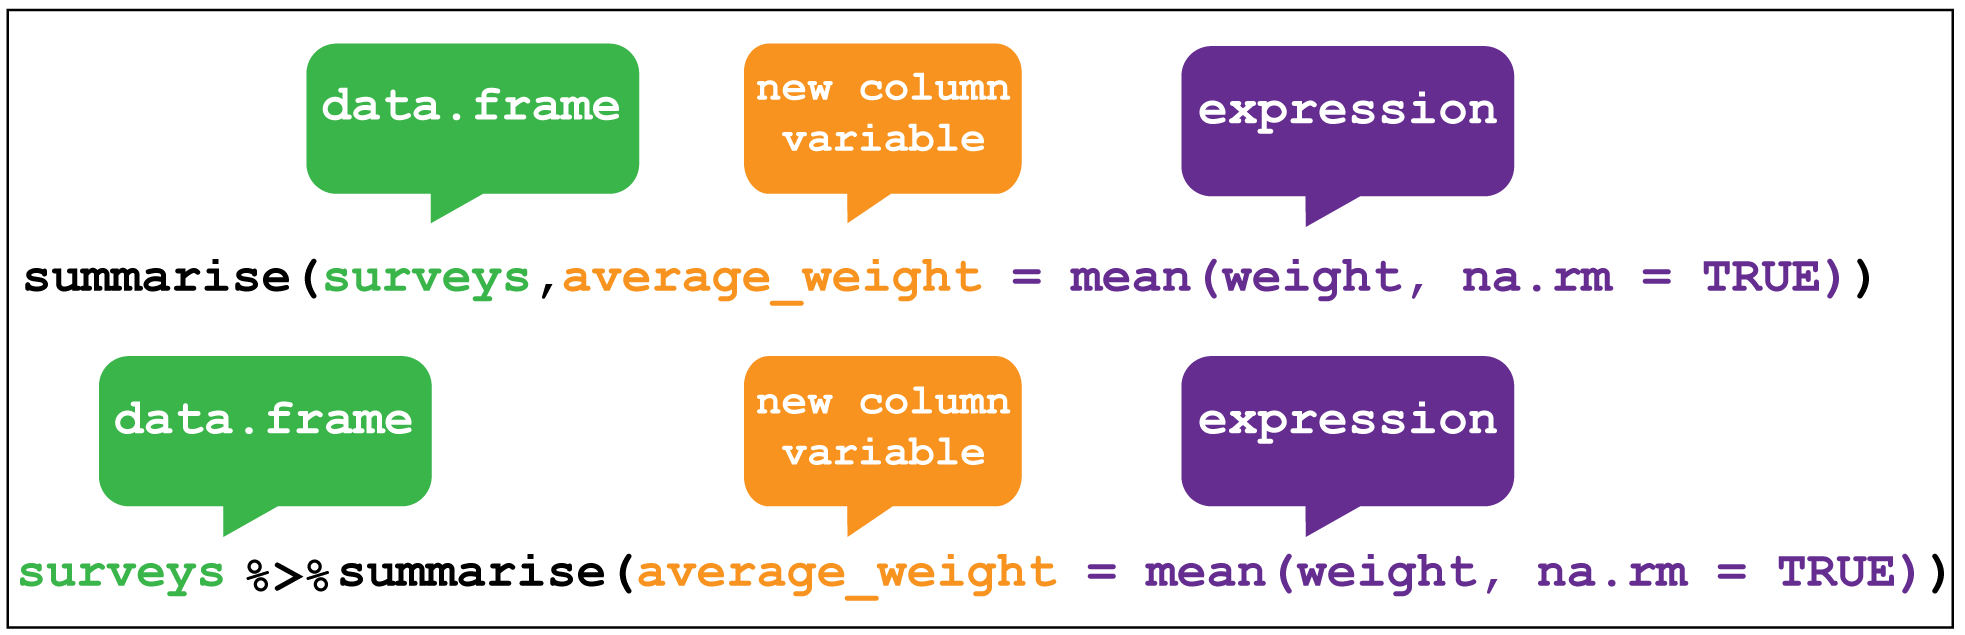 data.frame
new column
variable
expression
summarise(surveys,average_weight = mean(weight, na.rm = TRUE))
data.frame
new column
variable
expression
surveys %>% summarise(average_weight = mean(weight, na.rm = TRUE))